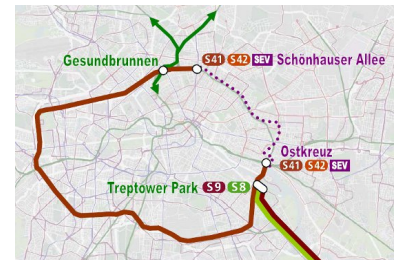 S41 S42 SEV Schönhauser Allee
Gesundbrunnen
Ostkreuz
S41 S42 SEV
Treptower Park S9 S8